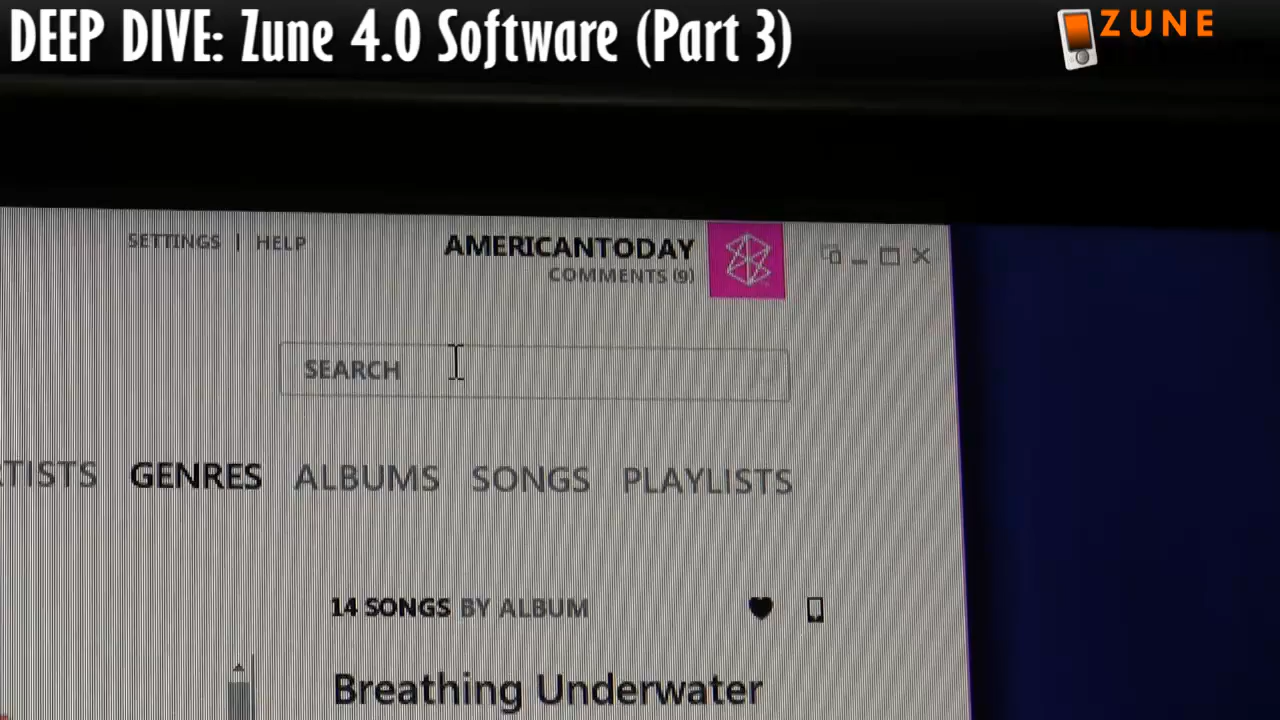 DEEP DIVE: Zune 4.0 Software (Part 3)
ZUNE
SETTINGS | HELP
AMERICANTODAY
COMMENTS (9)
SEARCH
TISTS GENRES ALBUMS SONGS PLAYLISTS
14 SONGS BY ALBUM
Breathing Underwater